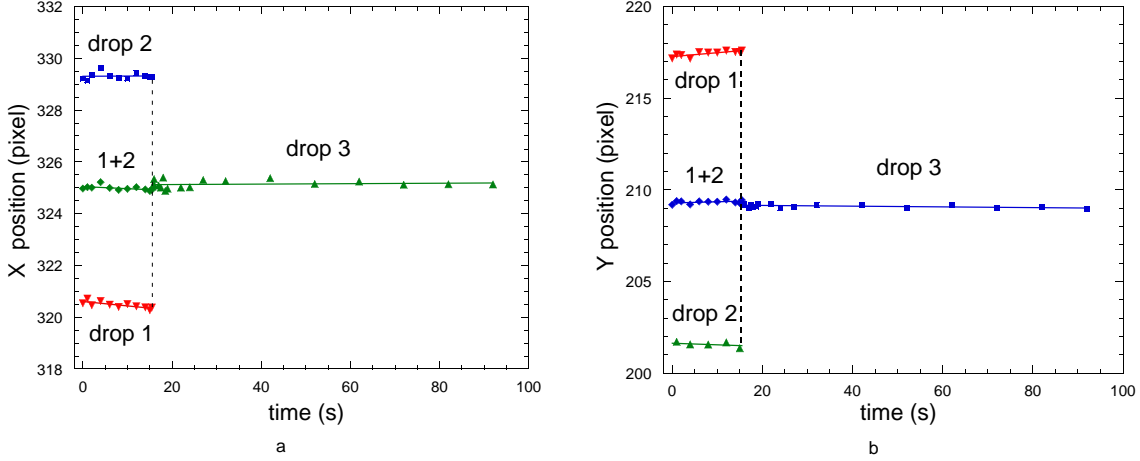 330
328
326
324
322
320
318
0
20
40
60
80
100
X position (pixel)
time (s)
drop 2
1+2
drop 3
drop 1
a
220
215
210
205
200
0
20
40
60
80
100
Y position (pixel)
time (s)
drop 1
1+2
drop 3
drop 2
b